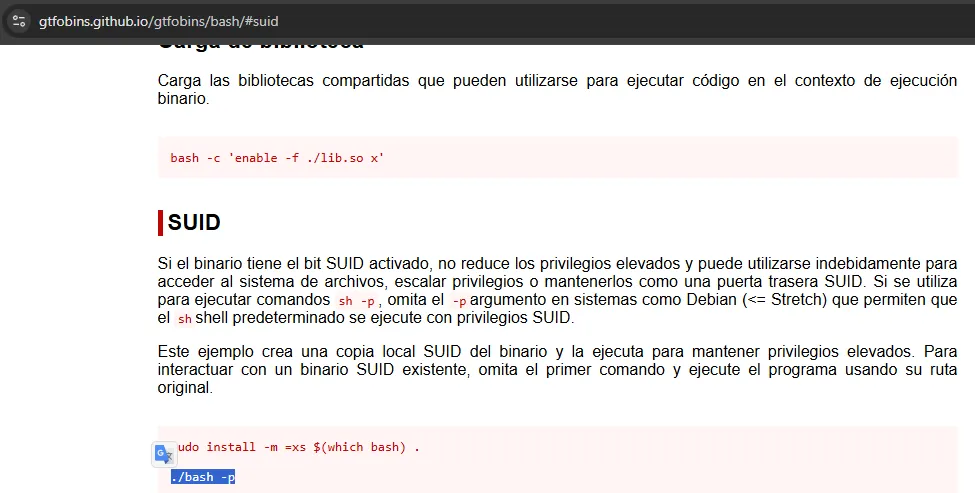 gtfobins.github.io/gtfobins/bash/#suid
Carga de biblioteca
Carga las bibliotecas compartidas que pueden utilizarse para ejecutar código en el contexto de ejecución
binario.
bash -c 'enable -f ./lib.so x'
SUID
Si el binario tiene el bit SUID activado, no reduce los privilegios elevados y puede utilizarse indebidamente para
acceder al sistema de archivos, escalar privilegios o mantenerlos como una puerta trasera SUID. Si se utiliza
para ejecutar comandos sh -p, omita el -p argumento en sistemas como Debian (<= Stretch) que permiten que
el sh shell predeterminado se ejecute con privilegios SUID.
Este ejemplo crea una copia local SUID del binario y la ejecuta para mantener privilegios elevados. Para
interactuar con un binario SUID existente, omita el primer comando y ejecute el programa usando su ruta
original.
udo install -m =xs $(which bash) .
./bash -p